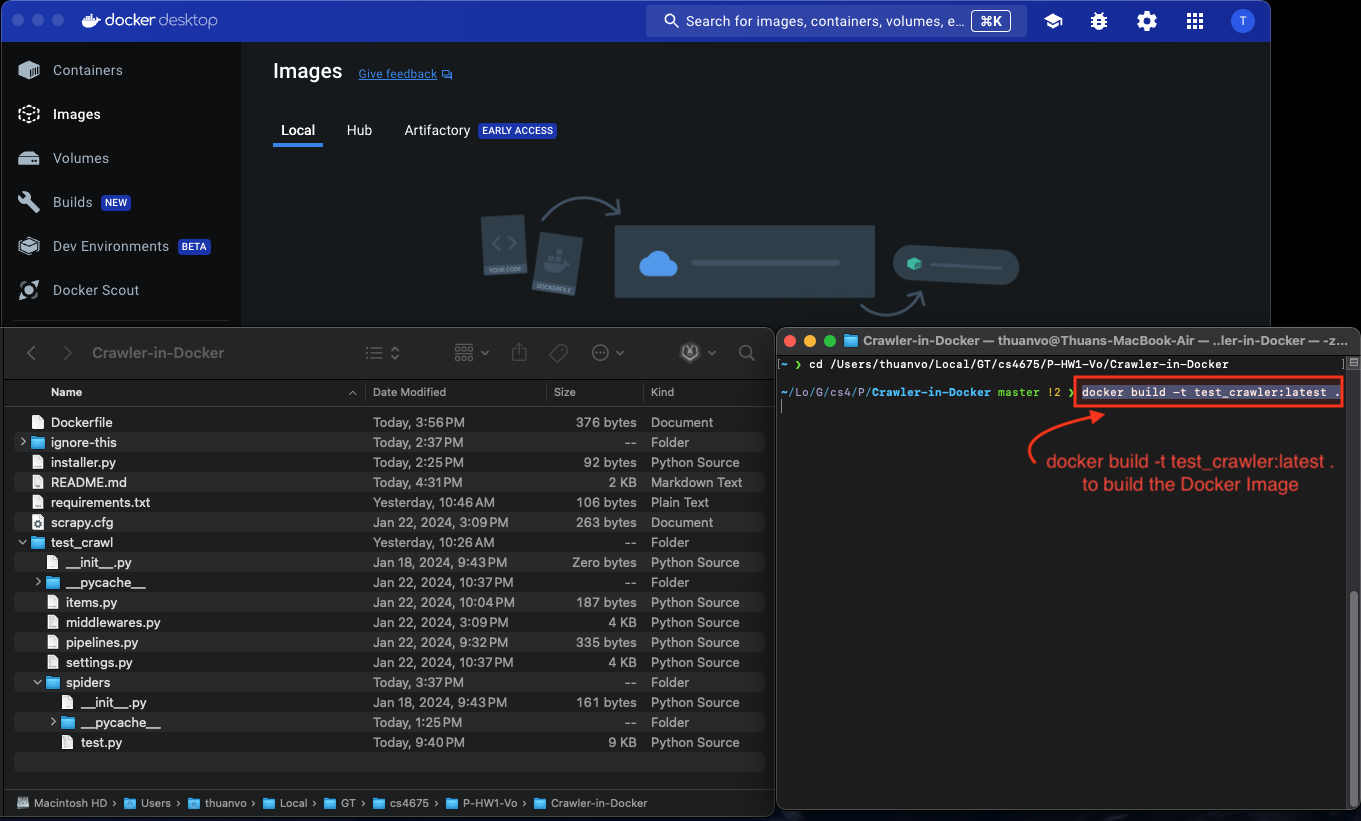 docker desktop
Search for images, containers, volumes, e... ⌘K
T
Containers
Images
Volumes
Builds NEW
Dev Environments BETA
Docker Scout
Images Give feedback
Local Hub Artifactory EARLY ACCESS
YOUR CODE
DOCKERFILE
Crawler-in-Docker
Name Date Modified Size Kind
Dockerfile Today, 3:56 PM 376 bytes Document
ignore-this Today, 2:37 PM -- Folder
installer.py Today, 2:25 PM 92 bytes Python Source
README.md Today, 4:31 PM 2 KB Markdown Text
requirements.txt Yesterday, 10:46 AM 106 bytes Plain Text
scrapy.cfg Jan 22, 2024, 3:09 PM 263 bytes Document
test_crawl Yesterday, 10:26 AM -- Folder
__init__.py Jan 18, 2024, 9:43 PM Zero bytes Python Source
__pycache__ Jan 22, 2024, 10:37 PM -- Folder
items.py Jan 22, 2024, 10:04 PM 187 bytes Python Source
middlewares.py Jan 22, 2024, 3:09 PM 4 KB Python Source
pipelines.py Jan 22, 2024, 9:32 PM 335 bytes Python Source
settings.py Jan 22, 2024, 10:37 PM 4 KB Python Source
spiders Today, 3:37 PM -- Folder
__init__.py Jan 18, 2024, 9:43 PM 161 bytes Python Source
__pycache__ Today, 1:25 PM -- Folder
test.py Today, 9:40 PM 9 KB Python Source
Macintosh HD › Users › thuanvo › Local › GT › cs4675 › P-HW1-Vo › Crawler-in-Docker
Crawler-in-Docker — thuanvo@Thuans-MacBook-Air — ..ler-in-Docker — -z...
[~ ❯ cd /Users/thuanvo/Local/GT/cs4675/P-HW1-Vo/Crawler-in-Docker ]
~/Lo/G/cs4/P/Crawler-in-Docker master !2 ❯ docker build -t test_crawler:latest .
docker build -t test_crawler:latest .
to build the Docker Image